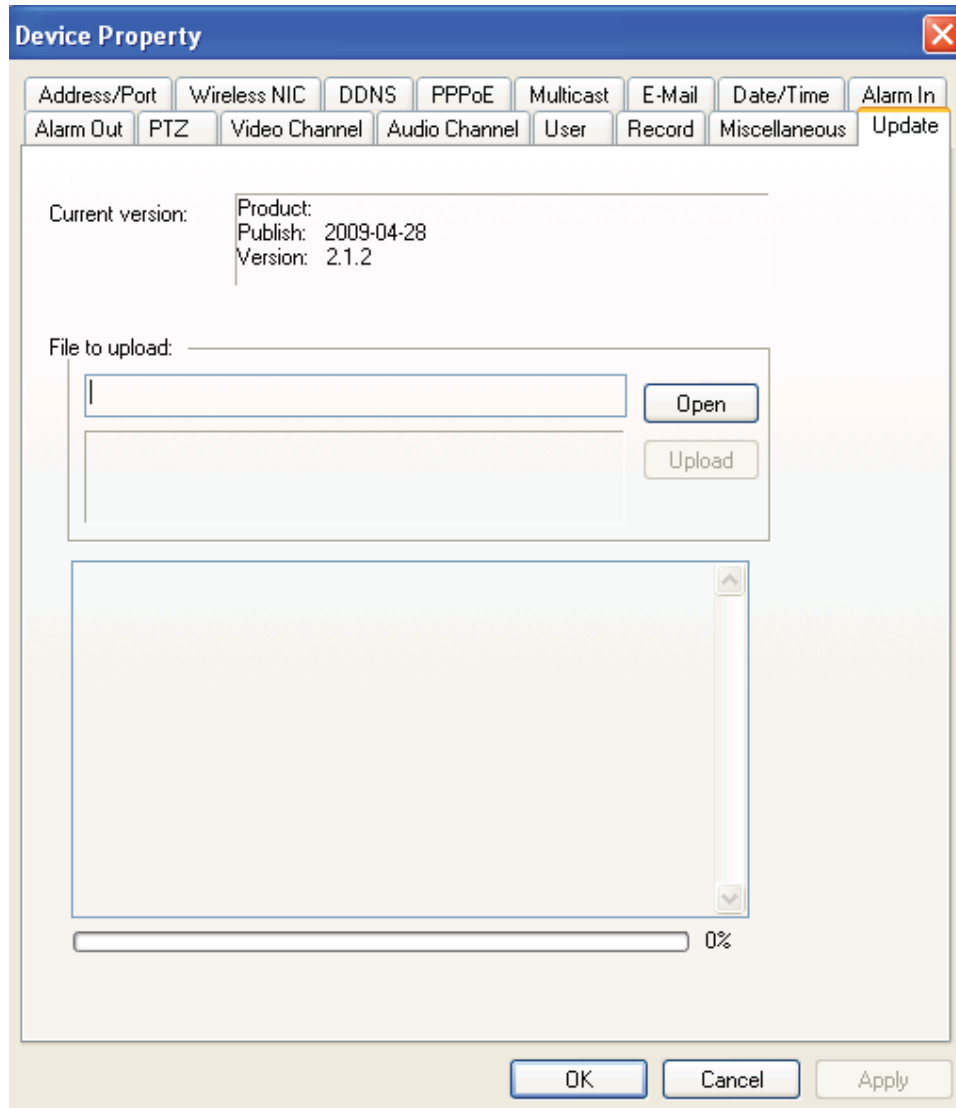 Device Property
Address/Port Wireless NIC DDNS PPPoE Multicast E-Mail Date/Time Alarm In
Alarm Out PTZ Video Channel Audio Channel User Record Miscellaneous Update
Current version:
Product:
Publish: 2009-04-28
Version: 2.1.2
File to upload:
Open
Upload
0%
OK Cancel Apply